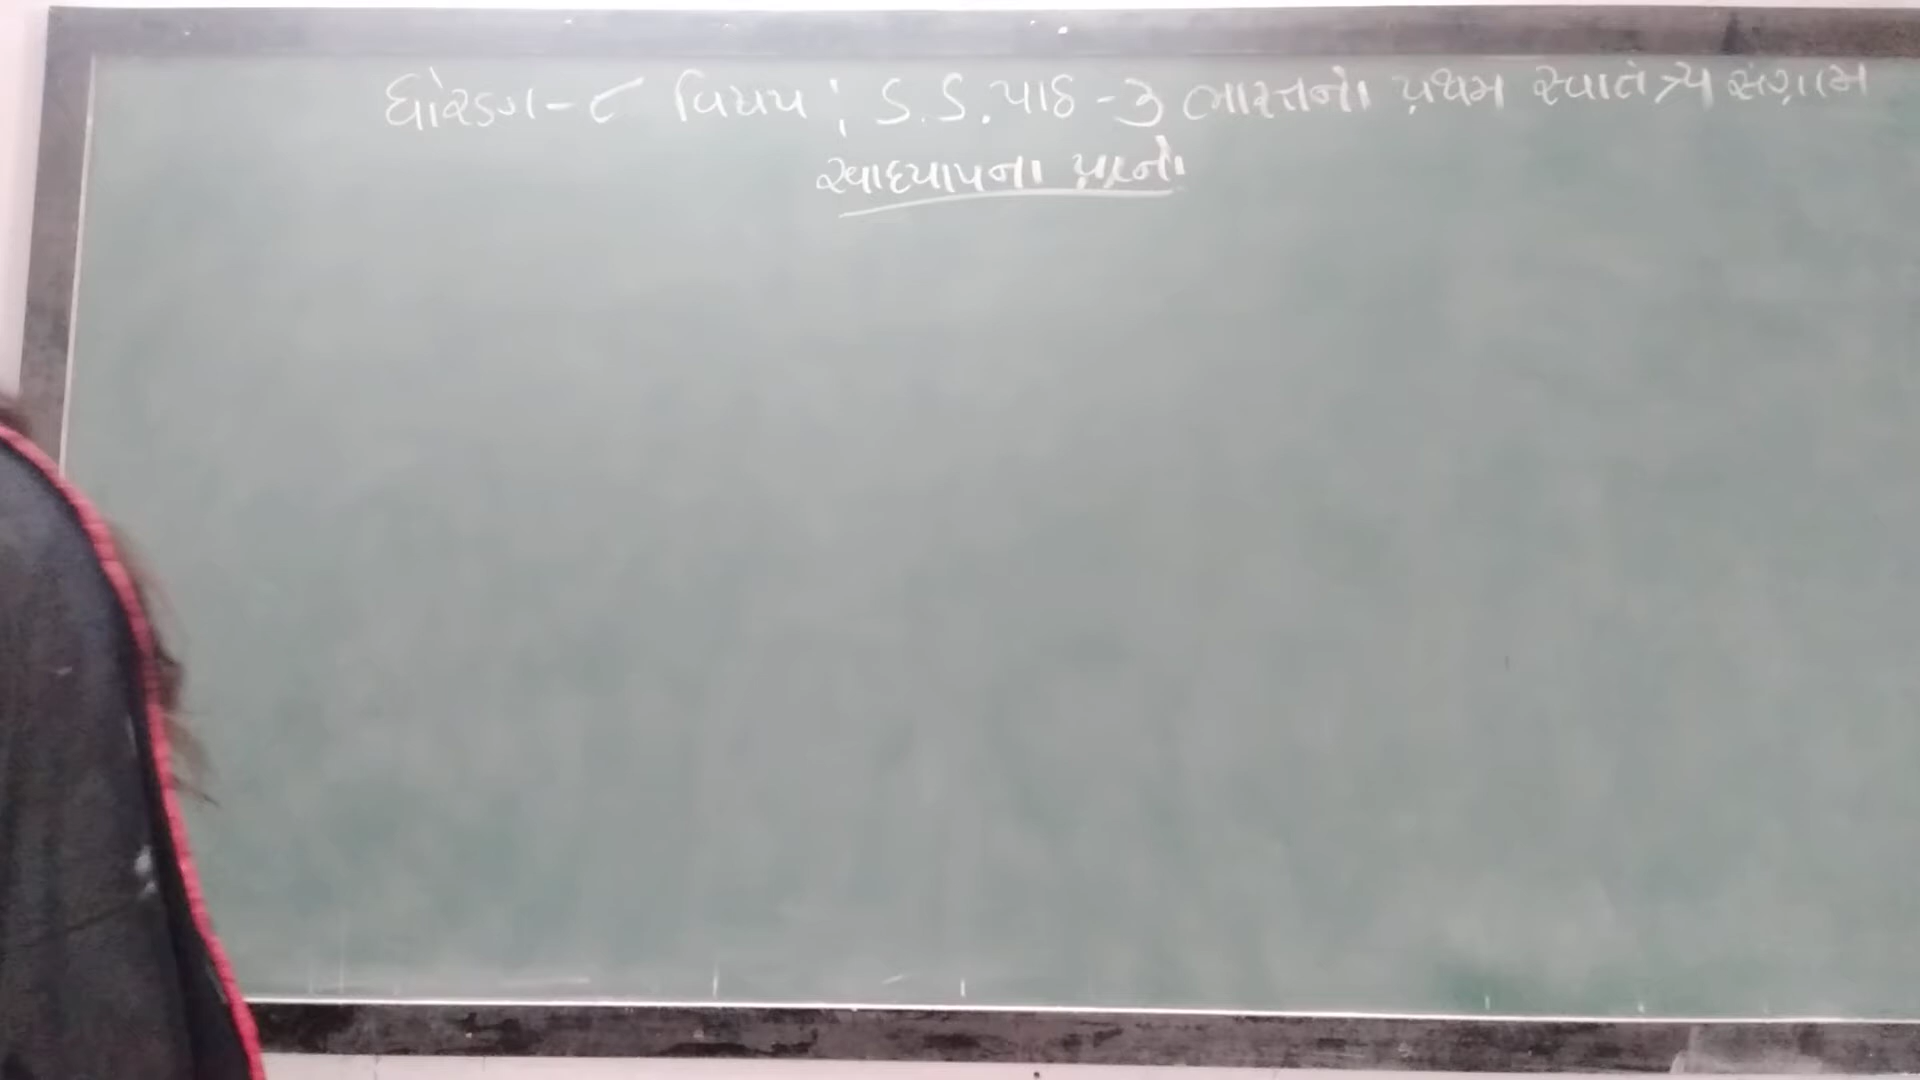 ધોરણ-૮ વિષય : S.S. પાઠ-૩ ભારતનો પ્રથમ સ્વાતંત્ર્ય સંગ્રામ
સ્વાધ્યાયના પ્રશ્નો